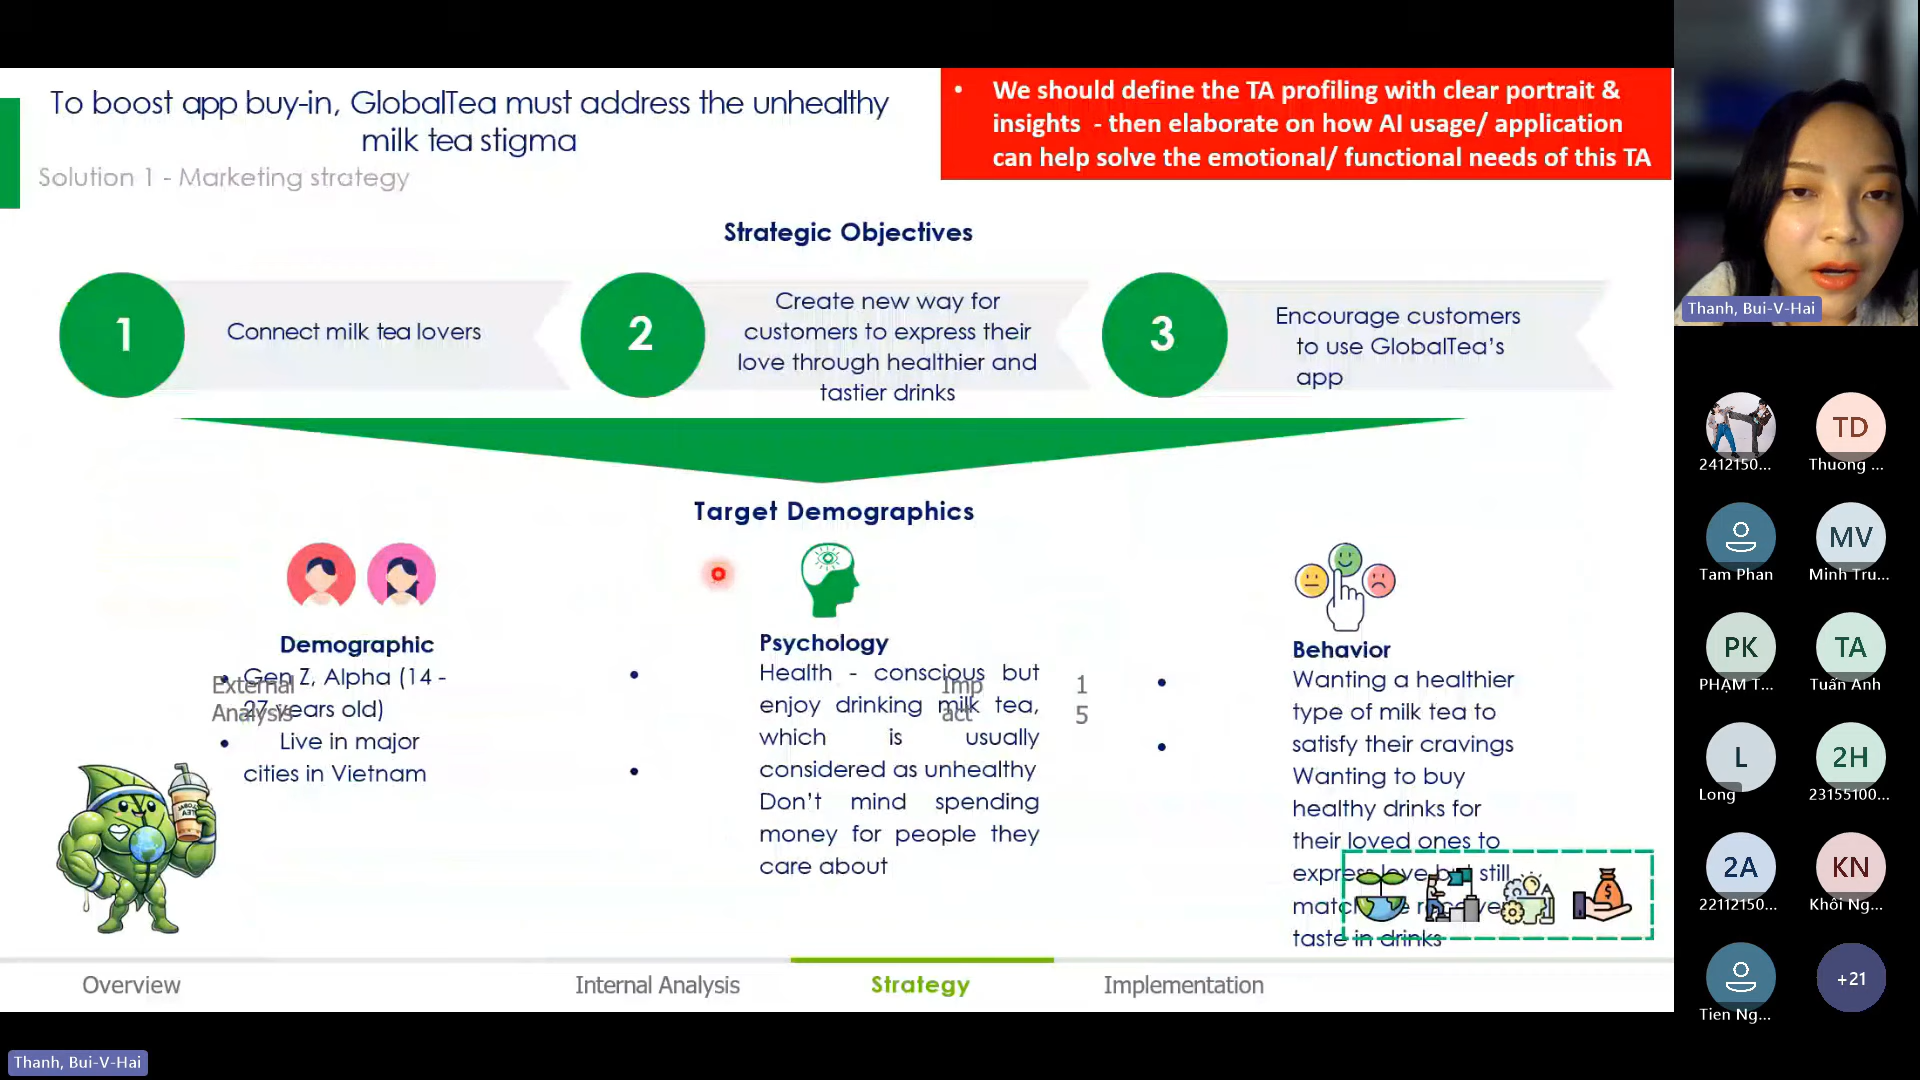 To boost app buy-in, GlobalTea must address the unhealthy
milk tea stigma
Solution 1 - Marketing strategy
• We should define the TA profiling with clear portrait &
insights - then elaborate on how AI usage/ application
can help solve the emotional/ functional needs of this TA
Strategic Objectives
1
Connect milk tea lovers
2
Create new way for
customers to express their
love through healthier and
tastier drinks
3
Encourage customers
to use GlobalTea's
app
Target Demographics
Demographic
• Gen Z, Alpha (14 -
27 years old)
• Live in major
cities in Vietnam
External
Analysis
Psychology
Health - conscious but
enjoy drinking milk tea,
which is usually
considered as unhealthy
Don't mind spending
money for people they
care about
Imp
act
1
5
Behavior
Wanting a healthier
type of milk tea to
satisfy their cravings
Wanting to buy
healthy drinks for
their loved ones to
express love but still
taste in drinks
Overview
Internal Analysis
Strategy
Implementation
Thanh, Bui-V-Hai
Thanh, Bui-V-Hai
2412150...
TD
Thuong ...
Tam Phan
MV
Minh Tru...
PK
PHẠM T...
TA
Tuấn Anh
L
Long
2H
23155100...
2A
22112150...
KN
Khôi Ng...
Tien Ng...
+21